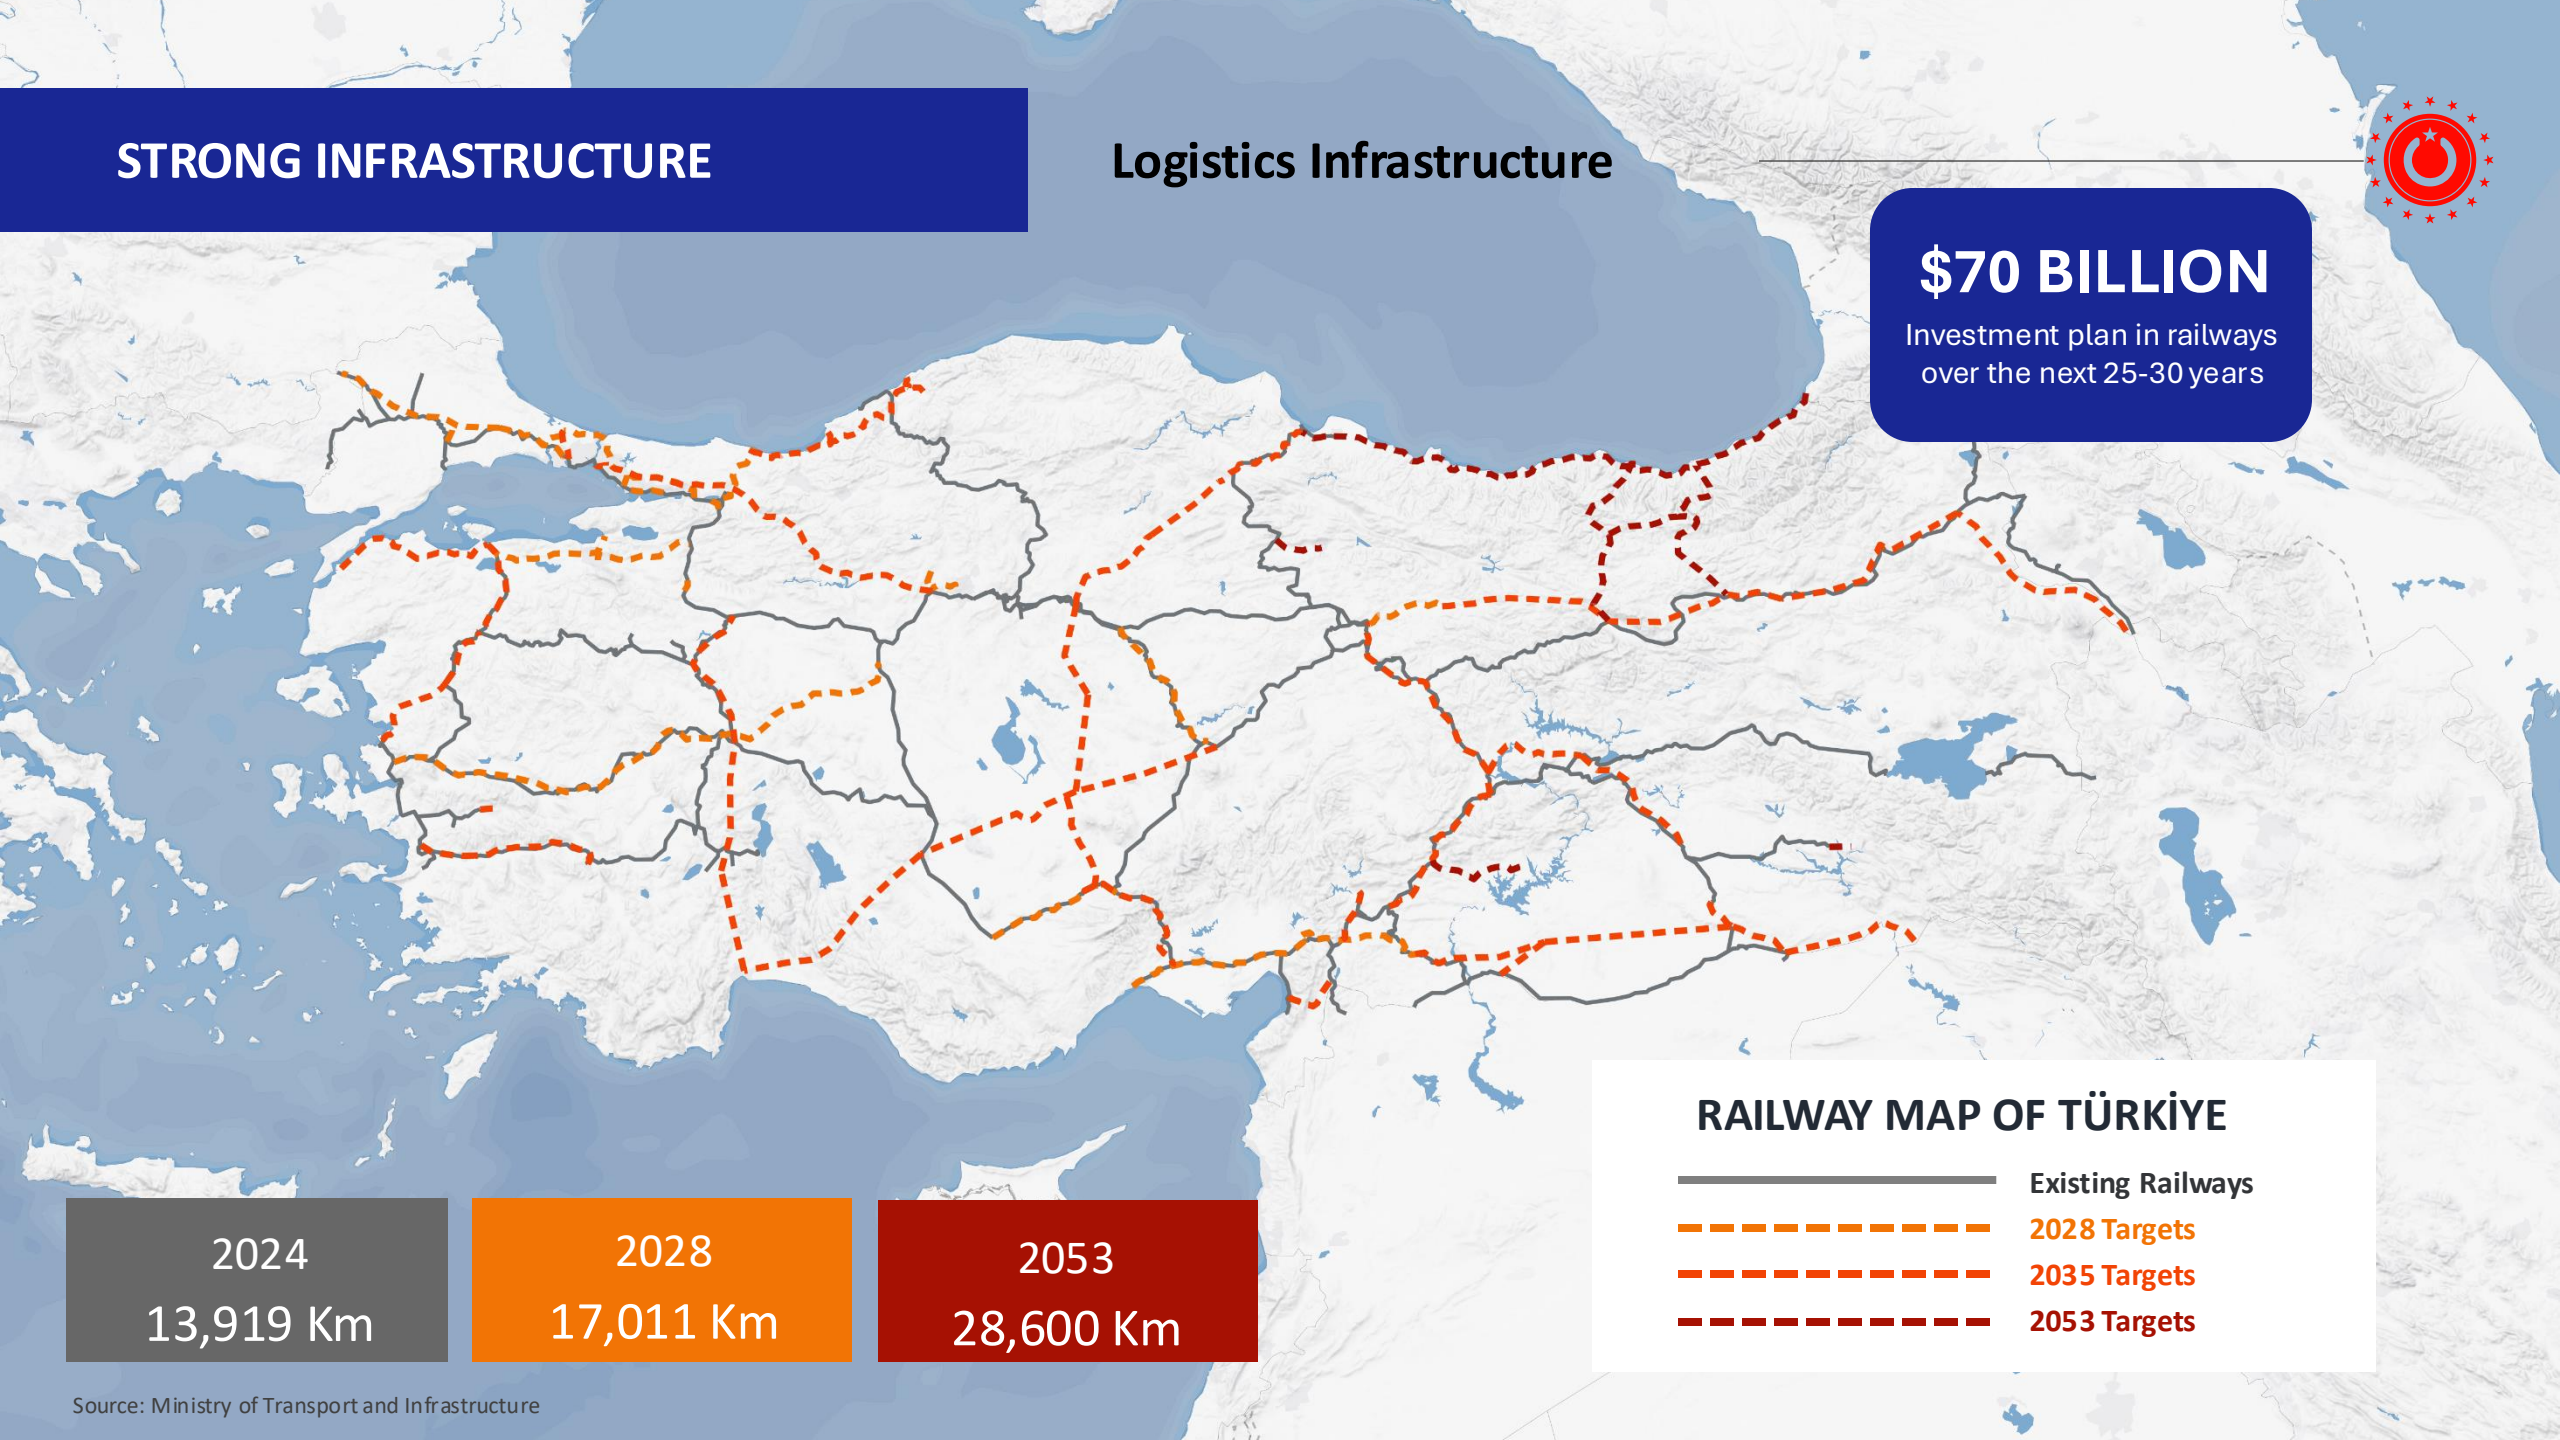 STRONG INFRASTRUCTURE
Logistics Infrastructure
$70 BILLION
Investment plan in railways
over the next 25-30 years
RAILWAY MAP OF TÜRKİYE
Existing Railways
2028 Targets
2035 Targets
2053 Targets
2024
13,919 Km
2028
17,011 Km
2053
28,600 Km
Source: Ministry of Transport and Infrastructure